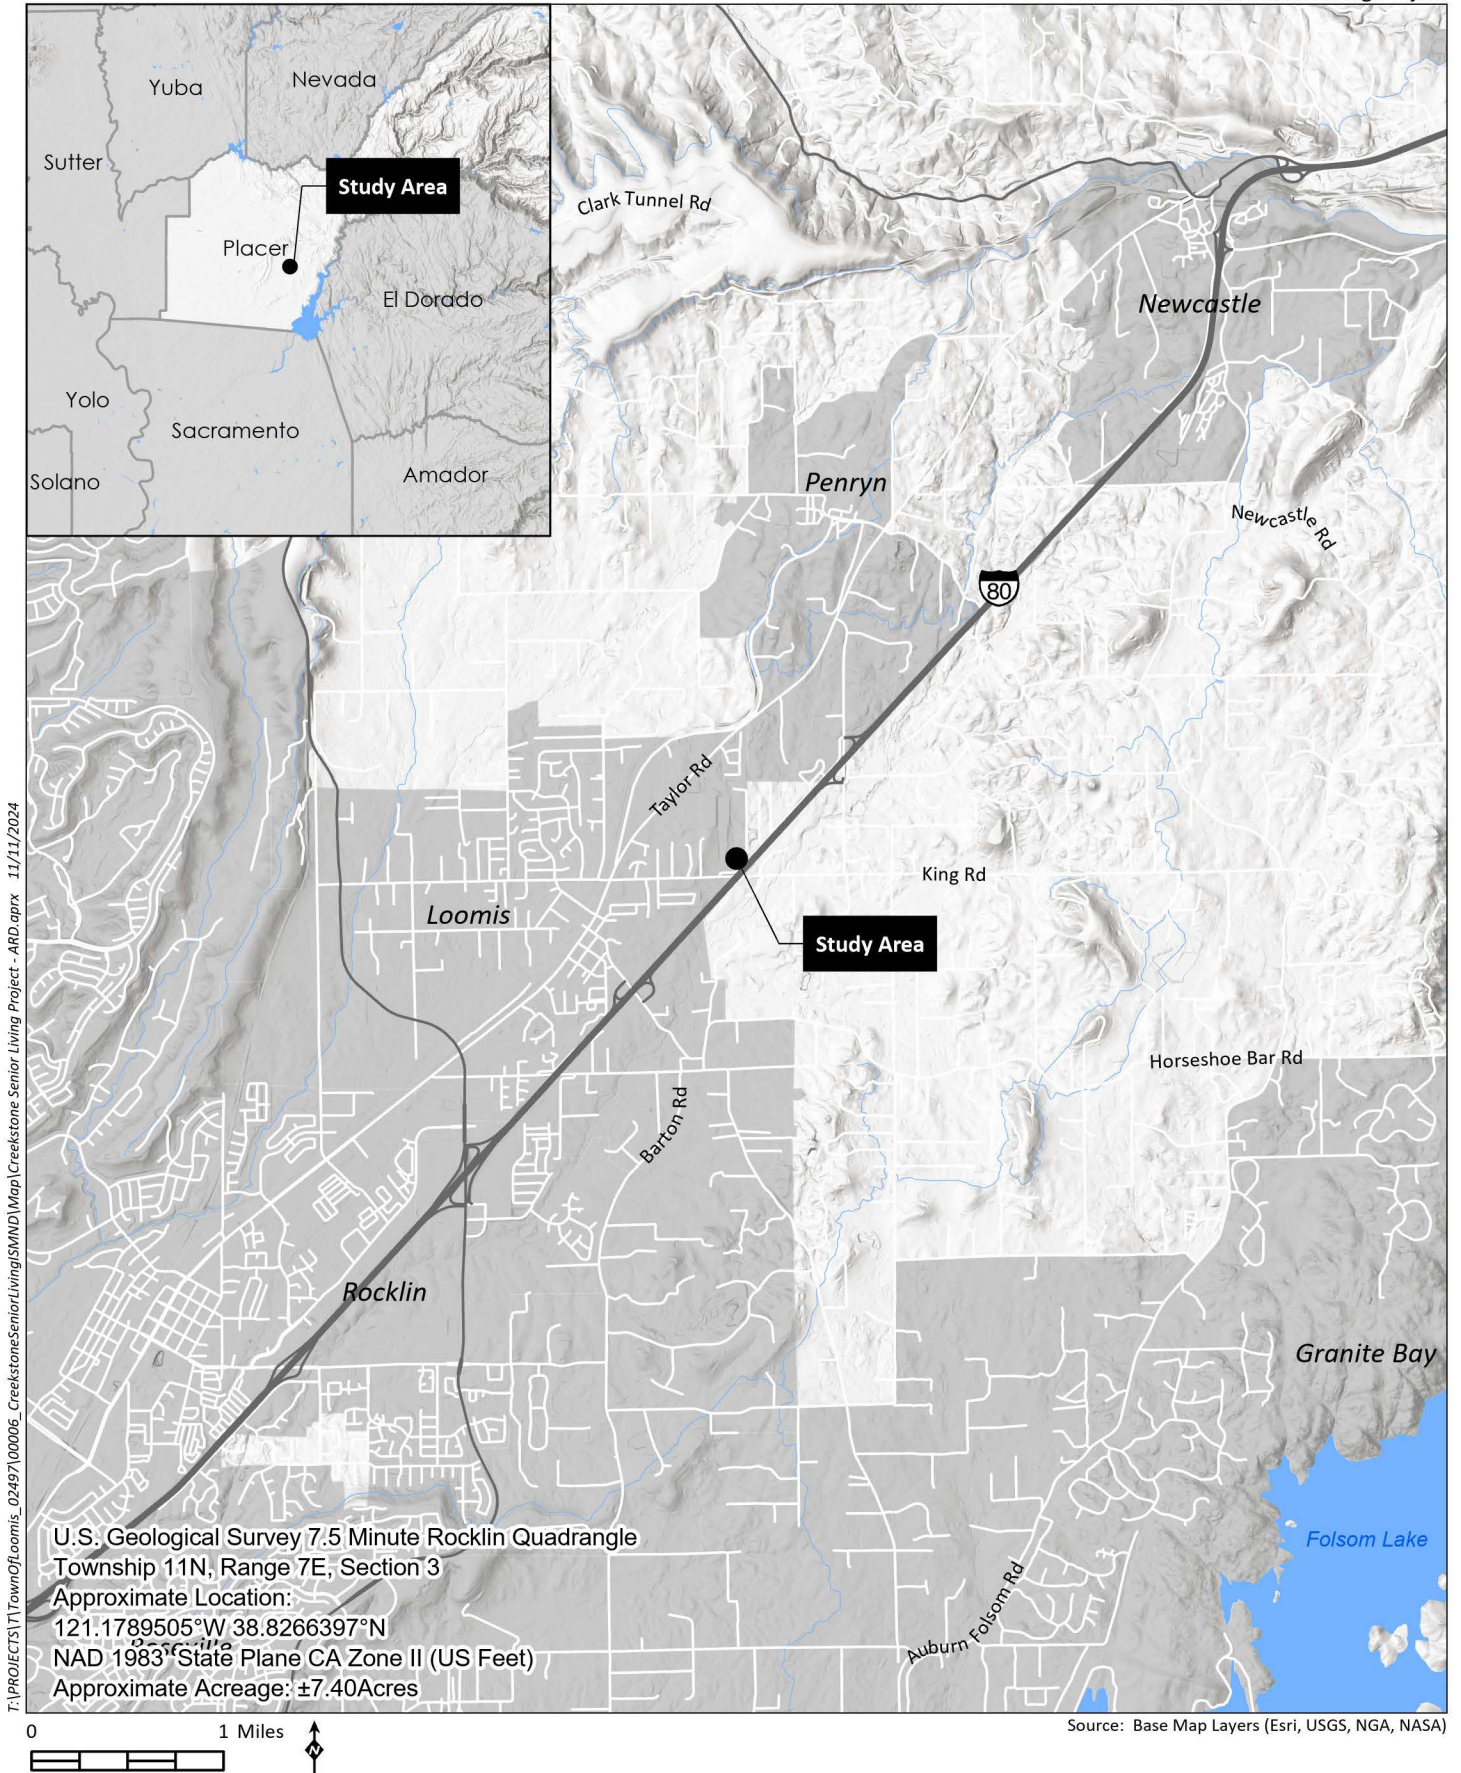 Yuba
Nevada
Sutter
Study Area
Placer
El Dorado
Yolo
Sacramento
Solano
Amador
Clark Tunnel Rd
Newcastle
Penryn
Newcastle Rd
80
Taylor Rd
King Rd
Loomis
Study Area
Horseshoe Bar Rd
Barton Rd
Rocklin
Granite Bay
Folsom Lake
Auburn Folsom Rd
U.S. Geological Survey 7.5 Minute Rocklin Quadrangle
Township 11N, Range 7E, Section 3
Approximate Location:
121.1789505°W 38.8266397°N
Roseville
NAD 1983 State Plane CA Zone II (US Feet)
Approximate Acreage: ±7.40Acres
T:\PROJECTS\T\TownOfLoomis_02497\00006_CreekstoneSeniorLivingISMND\Map\Creekstone Senior Living Project - ARD.aprx 11/11/2024
0 1 Miles
N
Source: Base Map Layers (Esri, USGS, NGA, NASA)